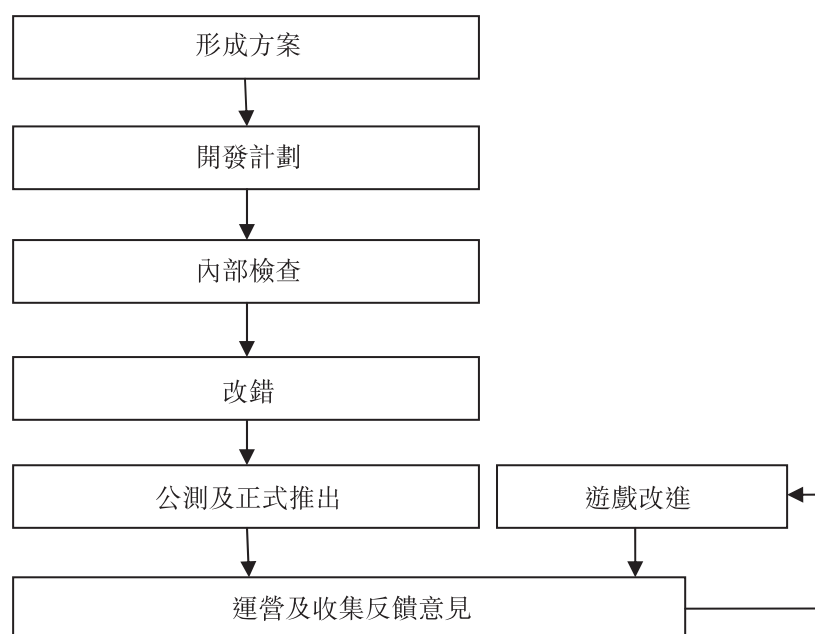 形成方案
開發計劃
內部檢查
改錯
公測及正式推出
遊戲改進
運營及收集反饋意見